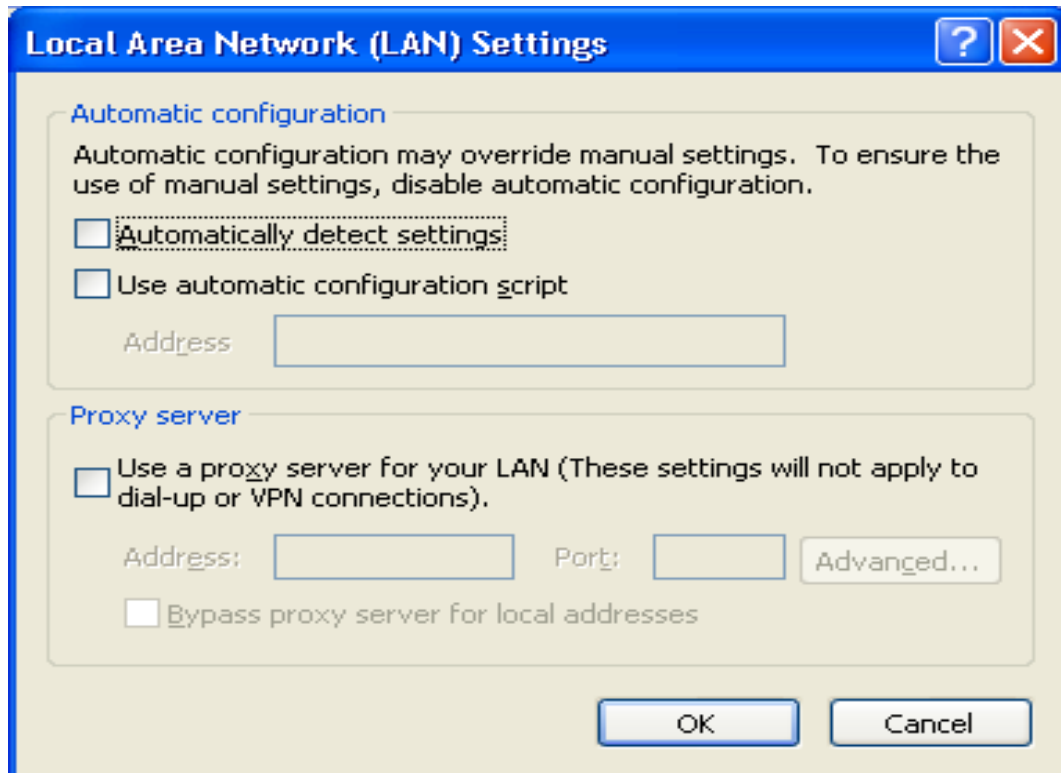 Local Area Network (LAN) Settings
?
Automatic configuration
Automatic configuration may override manual settings.  To ensure the
use of manual settings, disable automatic configuration.
Automatically detect settings
Use automatic configuration script
Address
Proxy server
Use a proxy server for your LAN (These settings will not apply to
dial-up or VPN connections).
Address:
Port:
Advanced...
Bypass proxy server for local addresses
OK
Cancel